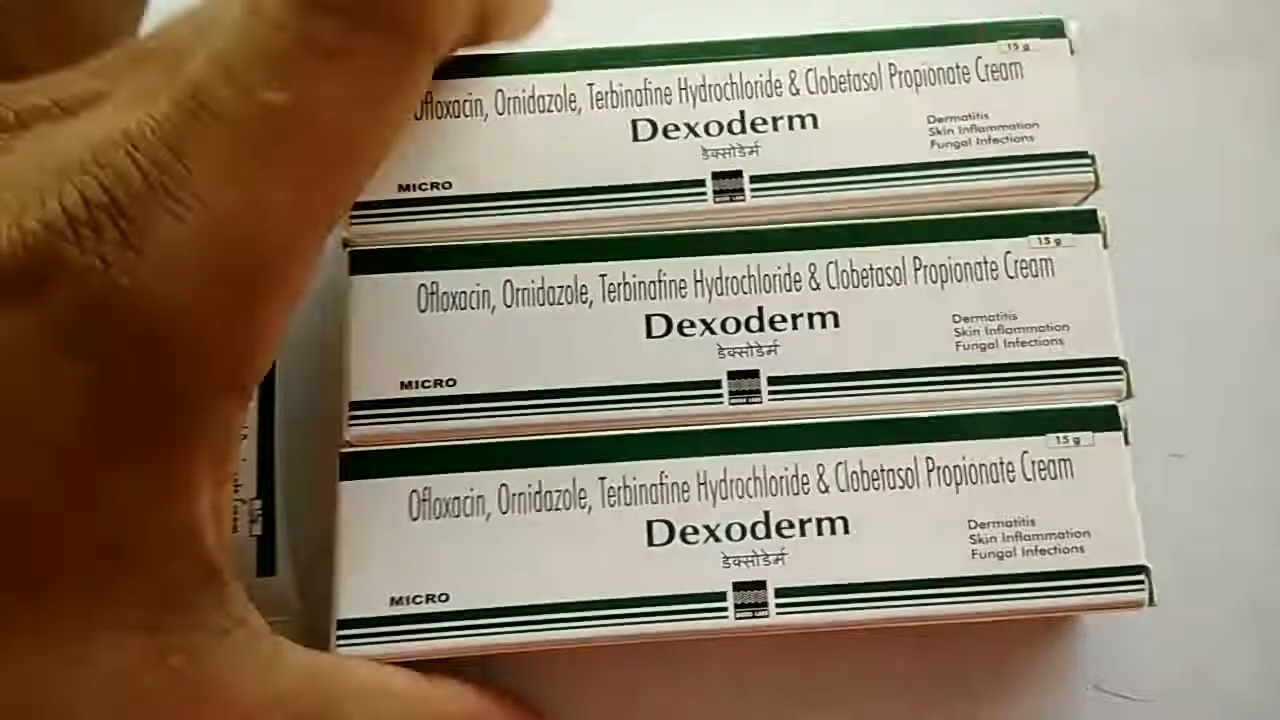 15 g
Ofloxacin, Ornidazole, Terbinafine Hydrochloride & Clobetasol Propionate Cream
Dexoderm
डेक्सोडेर्म
Dermatitis
Skin Inflammation
Fungal Infections
MICRO
15 g
Ofloxacin, Ornidazole, Terbinafine Hydrochloride & Clobetasol Propionate Cream
Dexoderm
डेक्सोडेर्म
Dermatitis
Skin Inflammation
Fungal Infections
MICRO
15 g
Ofloxacin, Ornidazole, Terbinafine Hydrochloride & Clobetasol Propionate Cream
Dexoderm
डेक्सोडेर्म
Dermatitis
Skin Inflammation
Fungal Infections
MICRO